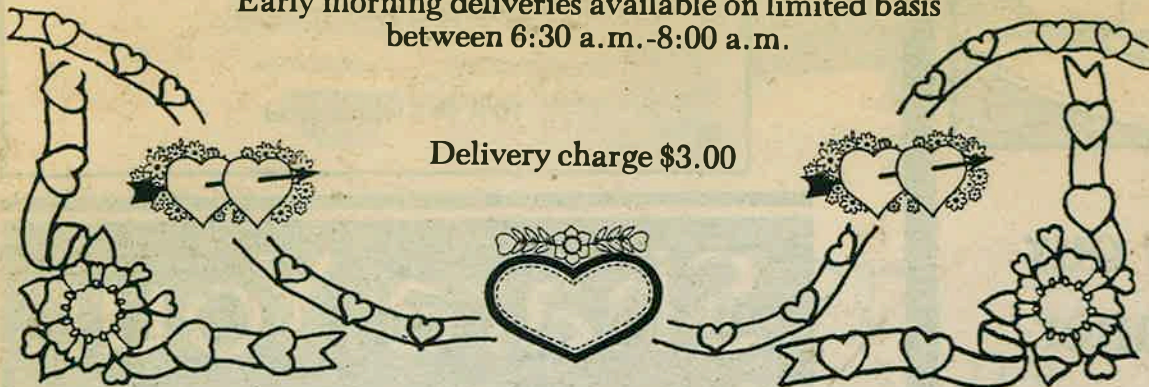 Early morning deliveries available on limited basis
between 6:30 a.m.-8:00 a.m.
Delivery charge $3.00